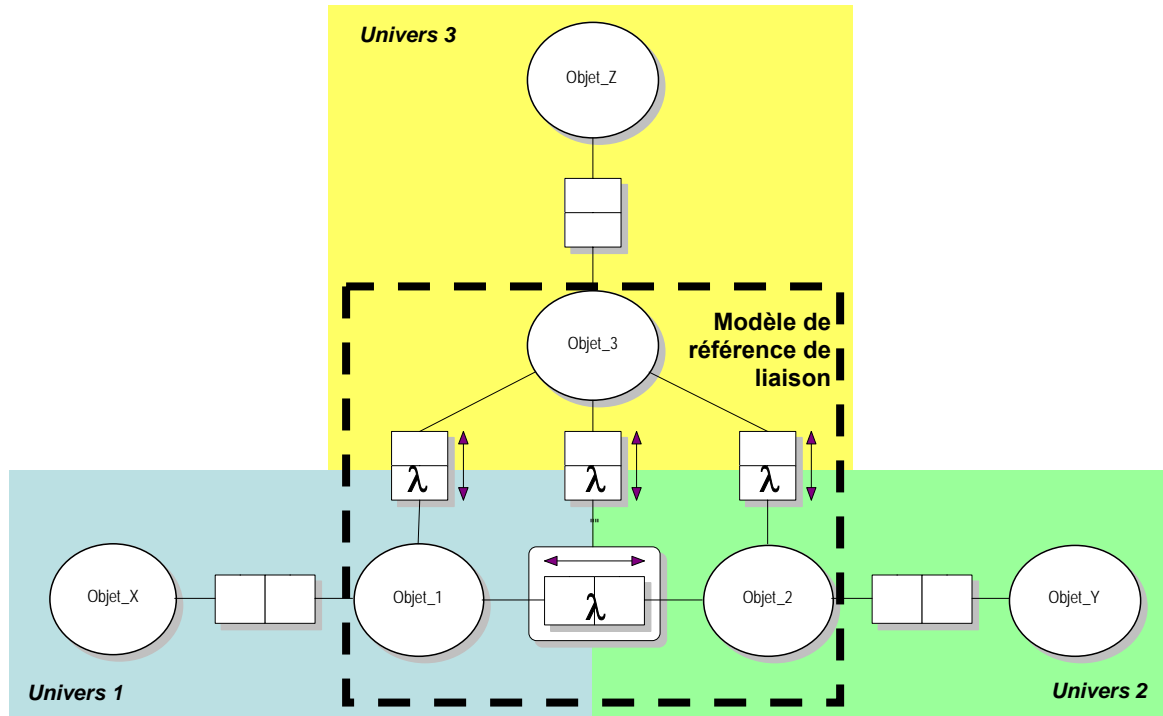 Univers 3
Objet_Z
Objet_3
Modèle de
référence de
liaison
λ
λ
λ
""
Objet_X
Objet_1
λ
Objet_2
Objet_Y
Univers 1
Univers 2